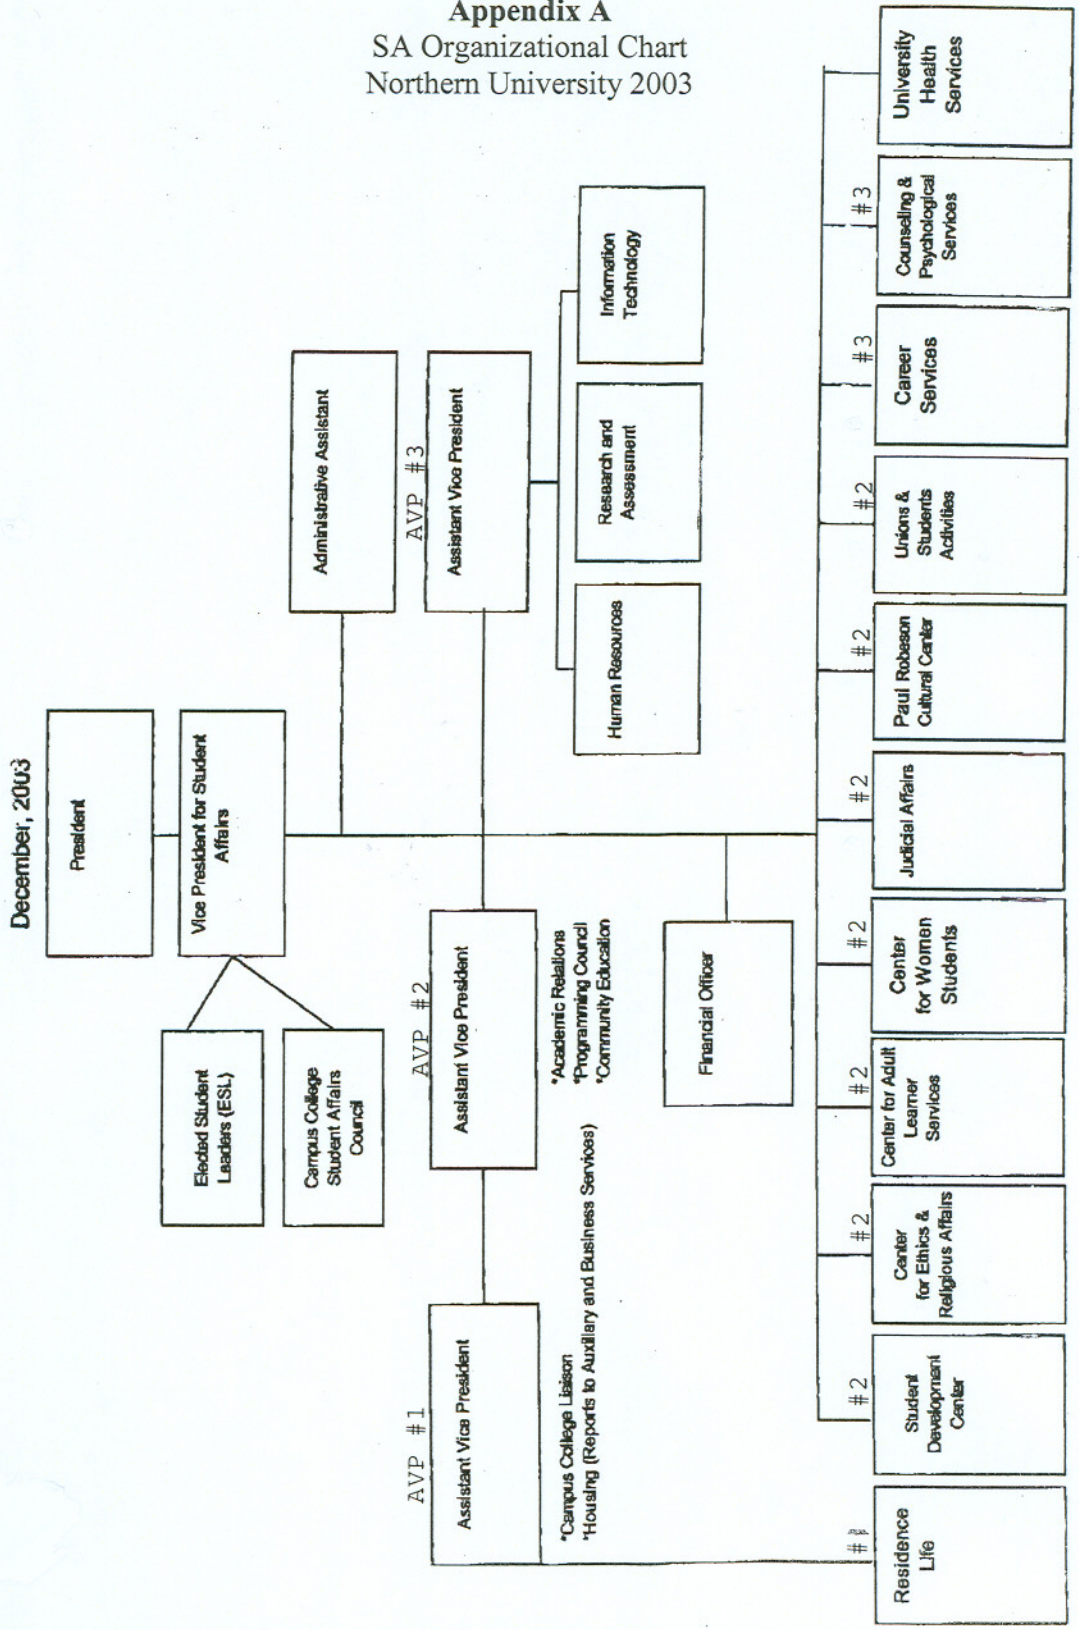 Appendix A
SA Organizational Chart
Northern University 2003
December, 2003
President
Vice President for Student
Affairs
Elected Student
Leaders (ESL)
Campus College
Student Affairs
Council
Administrative Assistant
AVP #1
Assistant Vice President
*Campus College Liaison
*Housing (Reports to Auxiliary and Business Services)
AVP #2
Assistant Vice President
*Academic Relations
*Programming Council
*Community Education
AVP #3
Assistant Vice President
Human Resources
Research and
Assessment
Information
Technology
Financial Officer
#1
Residence
Life
#2
Student
Development
Center
#2
Center
for Ethics &
Religious Affairs
#2
Center for Adult
Learner
Services
#2
Center
for Women
Students
#2
Judicial Affairs
#2
Paul Robeson
Cultural Center
#2
Unions &
Students
Activities
#3
Career
Services
#3
Counseling &
Psychological
Services
University
Health
Services